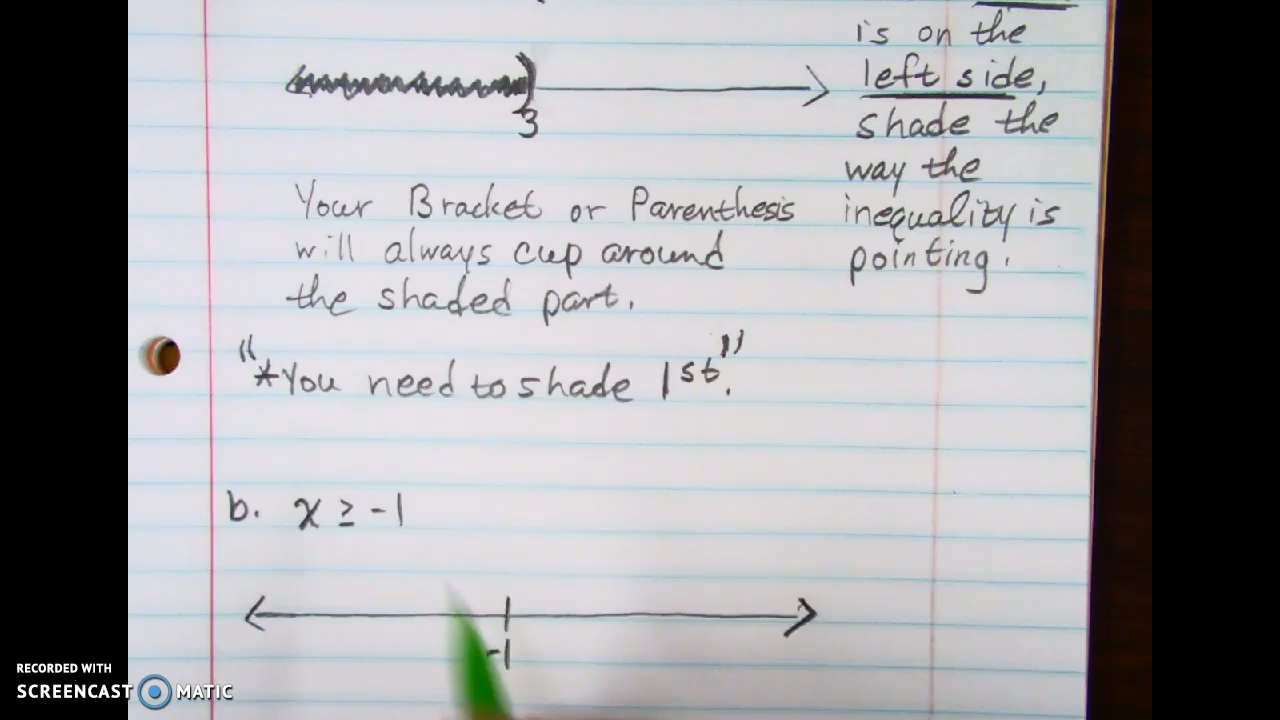 is on the
left side,
shade the
way the
inequality is
pointing.
3
Your Bracket or Parenthesis
will always cup around
the shaded part.
"*You need to shade 1st".
b. x ≥ -1
-1
RECORDED WITH
SCREENCAST MATIC